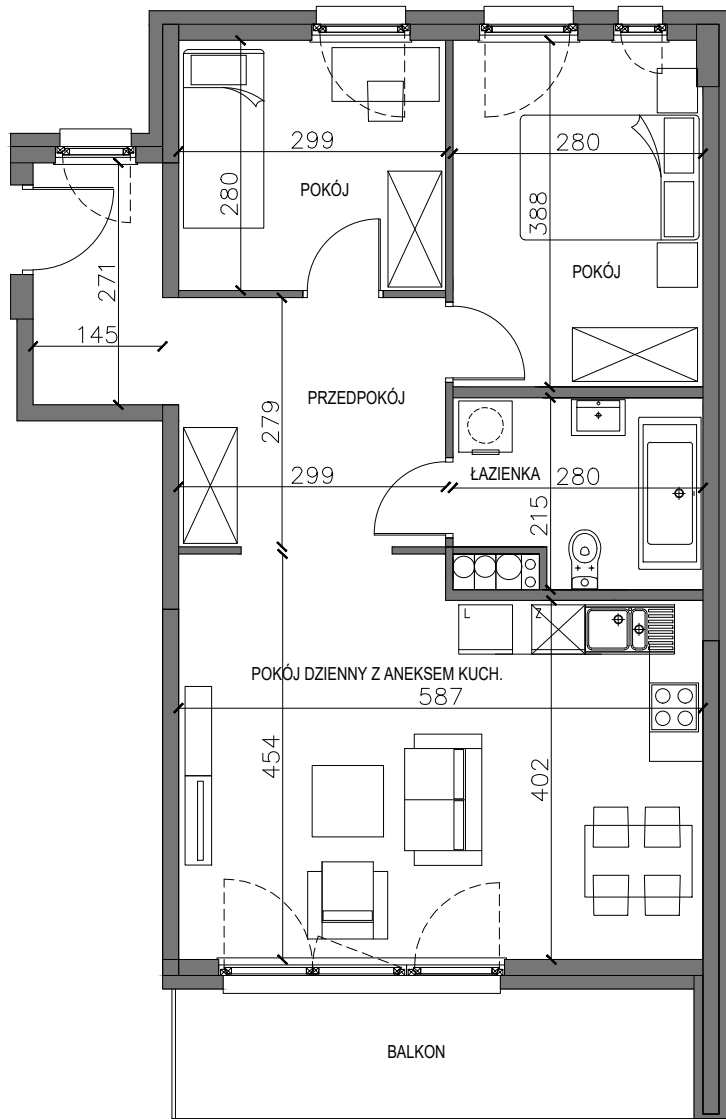 299
280
POKÓJ
280
388
POKÓJ
271
145
PRZEDPOKÓJ
279
299
ŁAZIENKA
280
215
L
Z
POKÓJ DZIENNY Z ANEKSEM KUCH.
587
454
402
BALKON